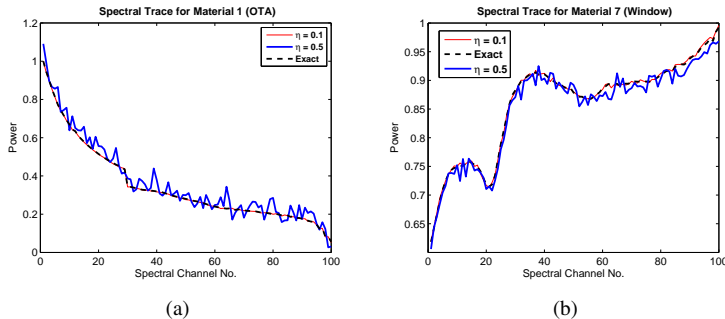 Spectral Trace for Material 1 (OTA)
1.2
1
0.8
0.6
0.4
0.2
0
Power
η = 0.1
η = 0.5
Exact
0
20
40
60
80
100
Spectral Channel No.
(a)
Spectral Trace for Material 7 (Window)
1
0.95
0.9
0.85
0.8
0.75
0.7
0.65
Power
η = 0.1
Exact
η = 0.5
0
20
40
60
80
100
Spectral Channel No.
(b)